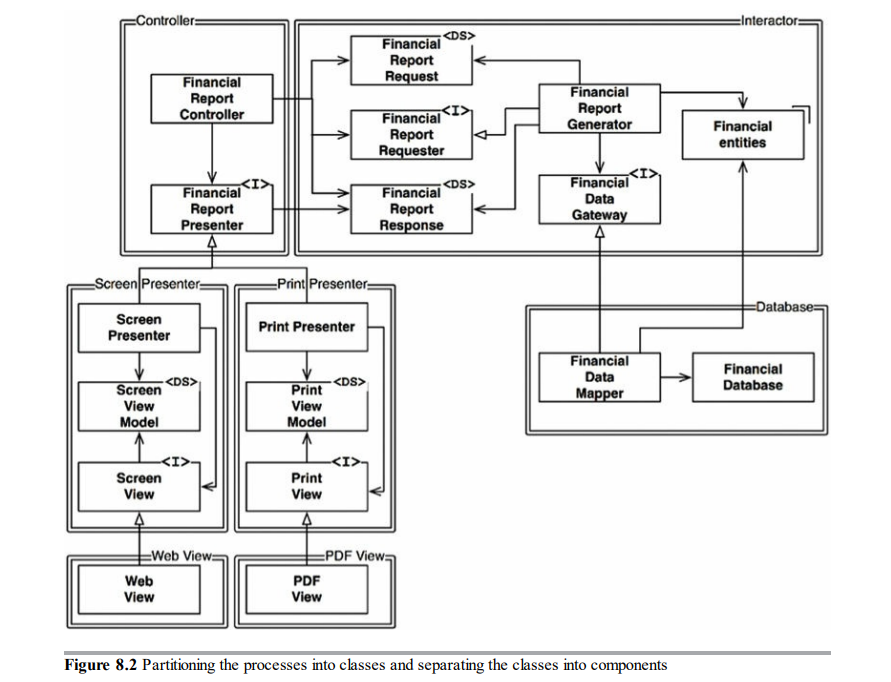 Controller
Interactor
Financial
Report
Controller
<I>
Financial
Report
Presenter
<DS>
Financial
Report
Request
<I>
Financial
Report
Requester
<DS>
Financial
Report
Response
Financial
Report
Generator
<I>
Financial
Data
Gateway
Financial
entities
Screen Presenter
Screen
Presenter
<DS>
Screen
View
Model
<I>
Screen
View
Print Presenter
Print Presenter
<DS>
Print
View
Model
<I>
Print
View
Database
Financial
Data
Mapper
Financial
Database
Web View
Web
View
PDF View
PDF
View
Figure 8.2 Partitioning the processes into classes and separating the classes into components